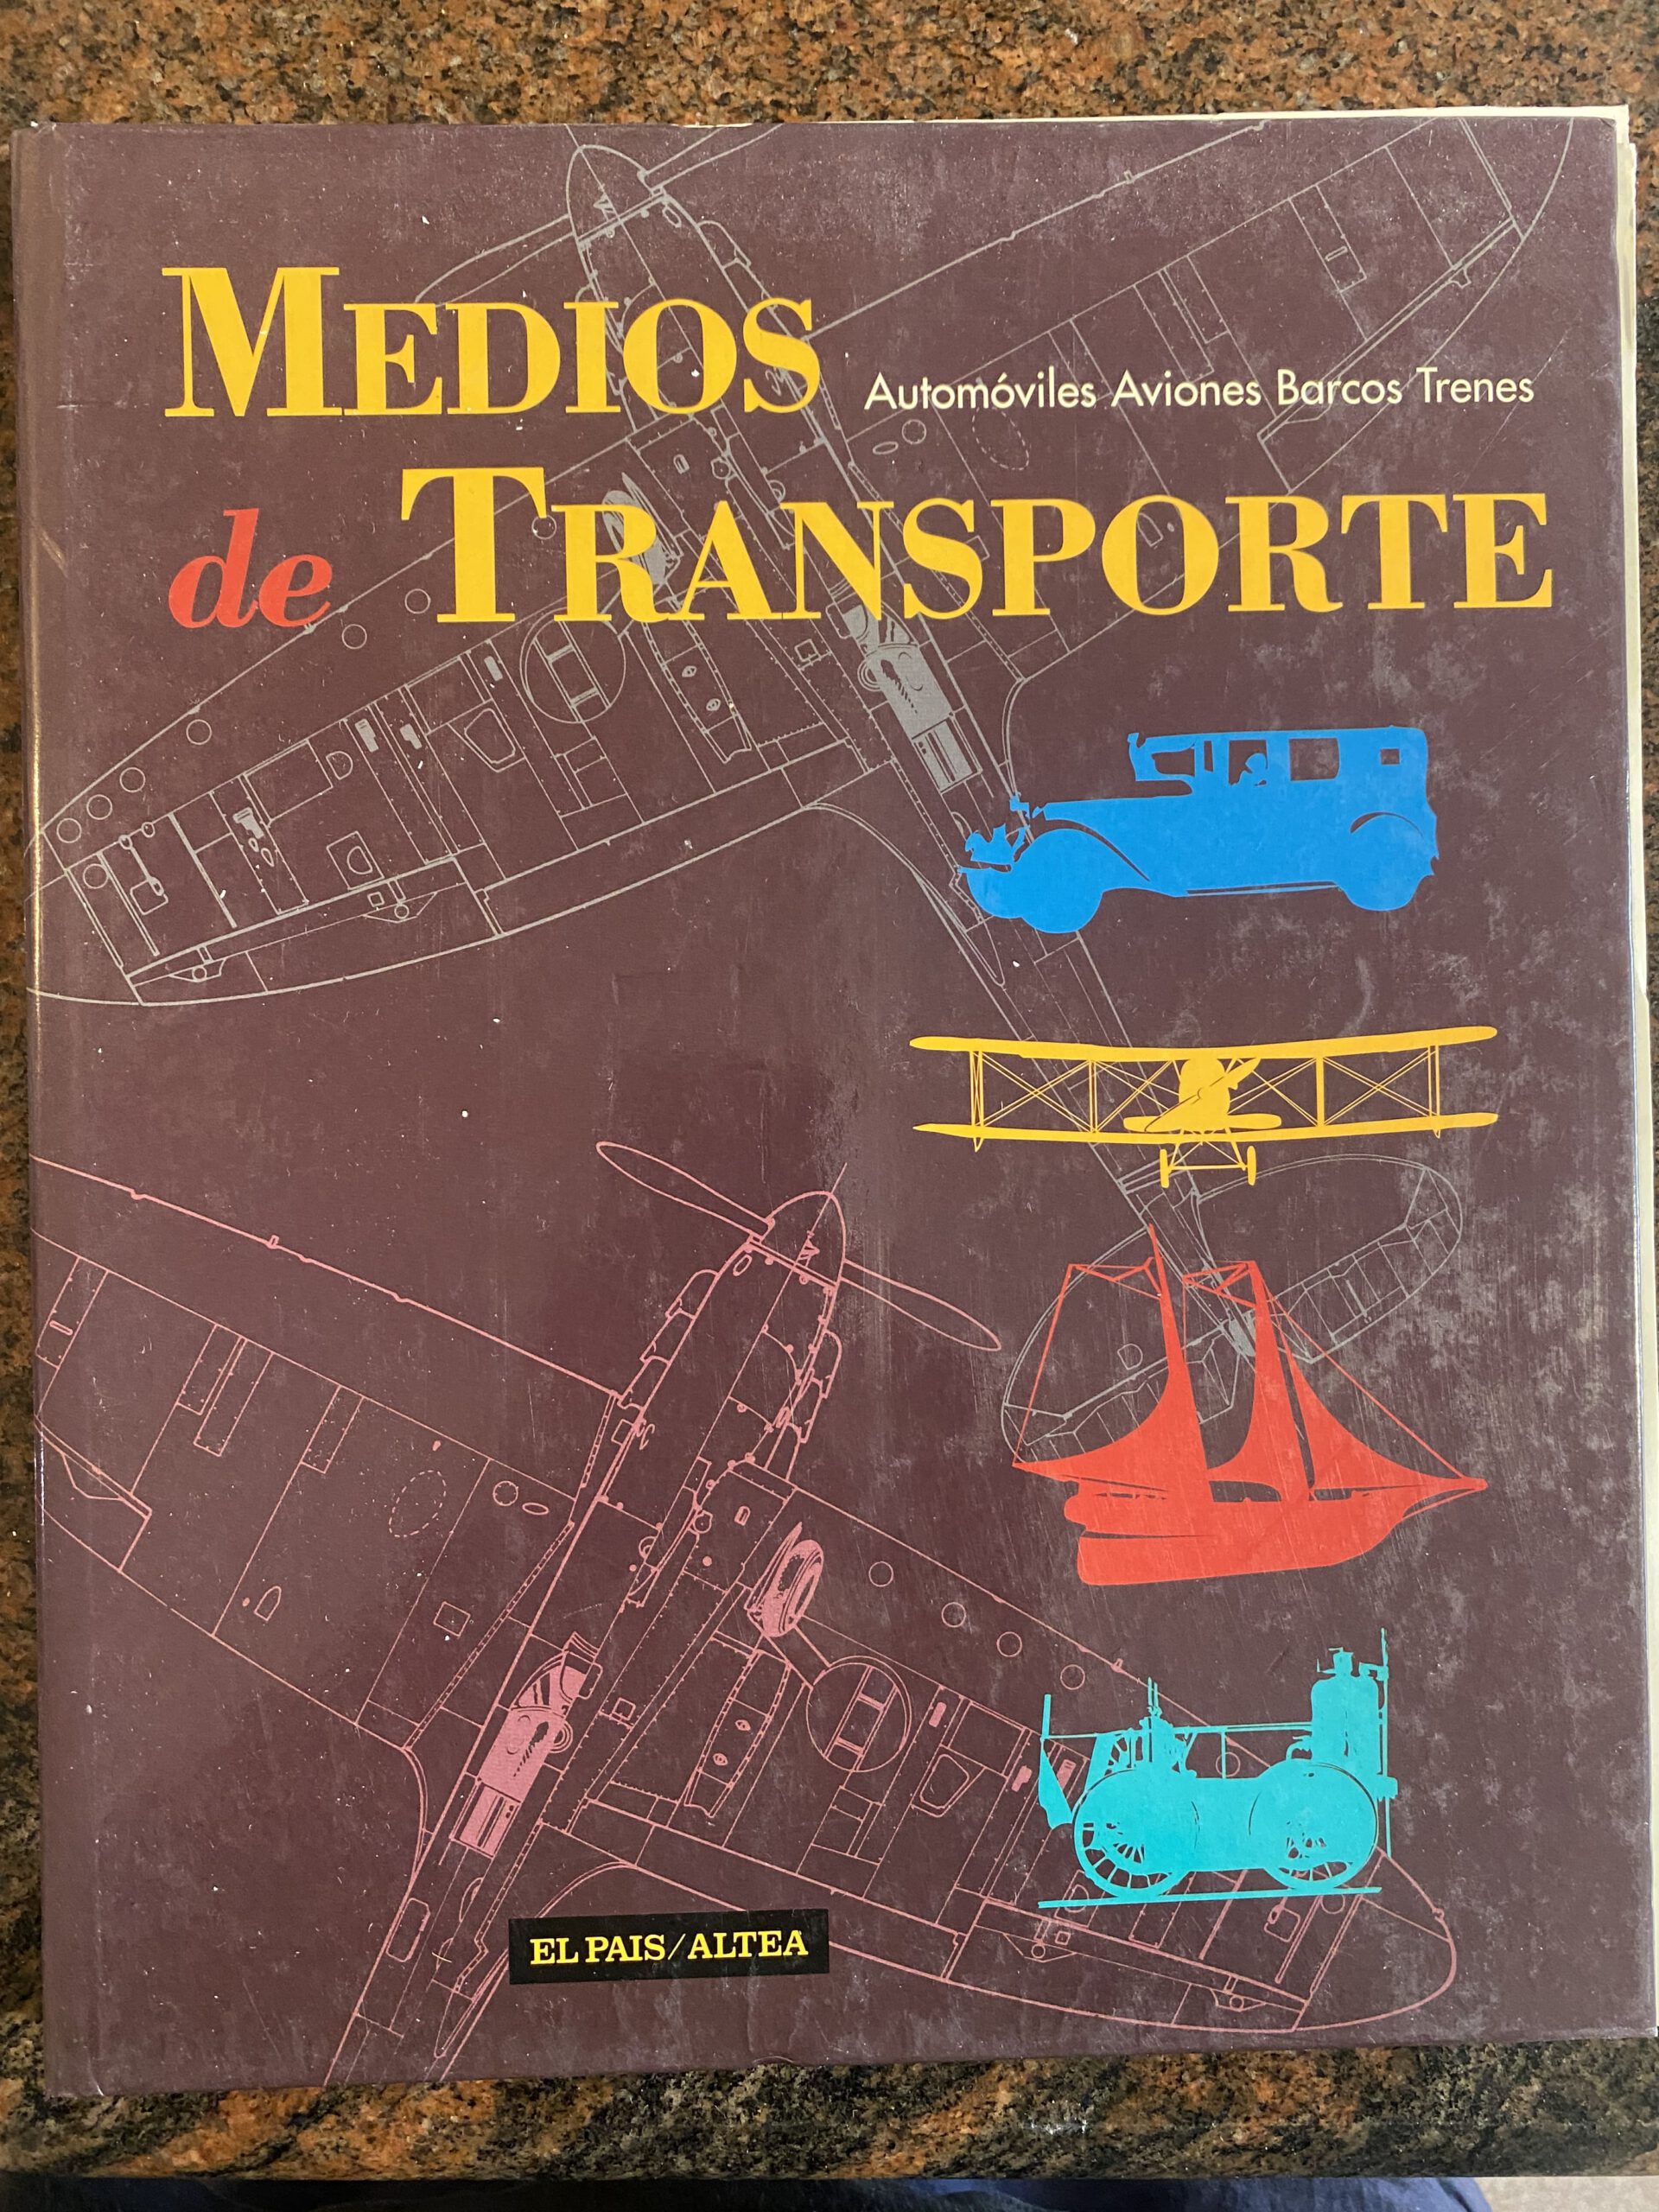 MEDIOS
Automóviles Aviones Barcos Trenes
de TRANSPORTE
EL PAIS/ALTEA